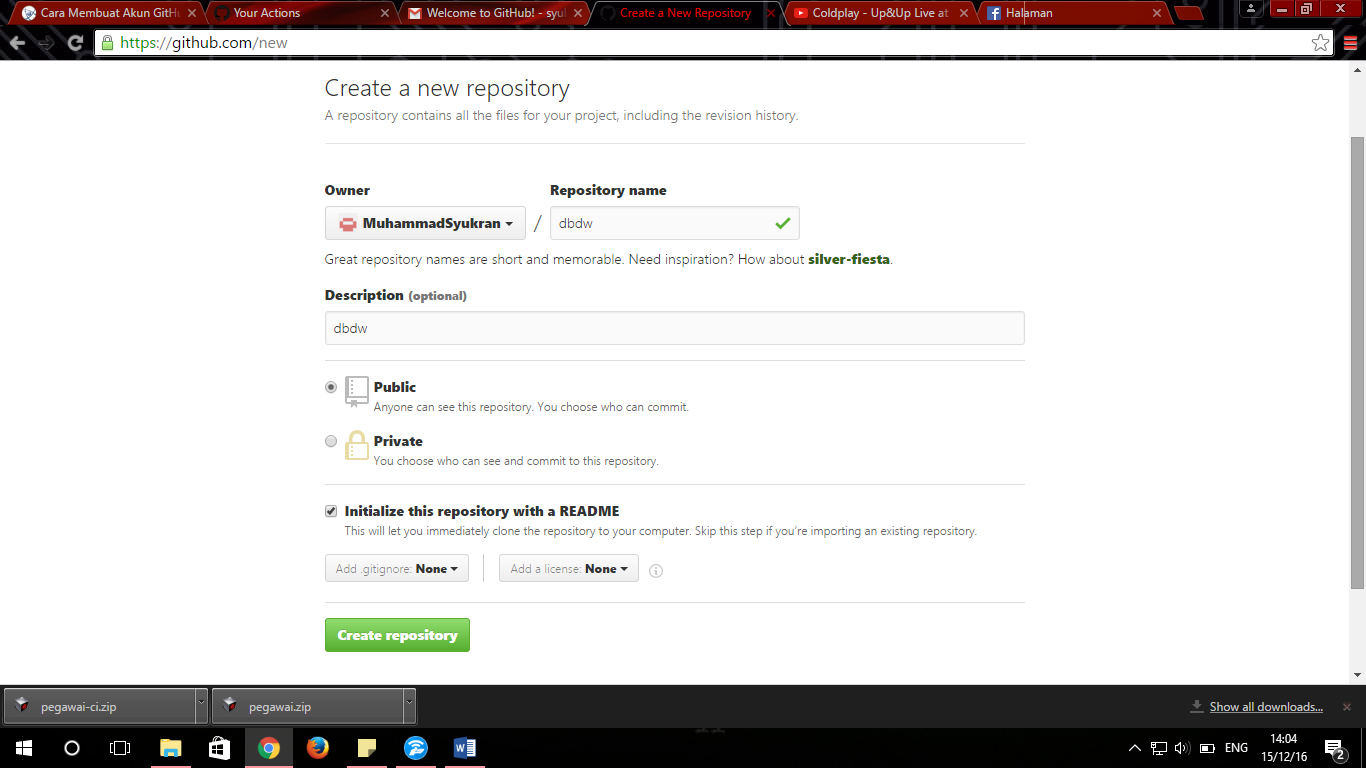 Cara Membuat Akun GitH
Your Actions
Welcome to GitHub! - syu
Create a New Repository
Coldplay - Up&Up Live at
Halaman
https://github.com/new
Create a new repository
A repository contains all the files for your project, including the revision history.
Owner
Repository name
MuhammadSyukran
/
dbdw
Great repository names are short and memorable. Need inspiration? How about silver-fiesta.
Description (optional)
dbdw
Public
Anyone can see this repository. You choose who can commit.
Private
You choose who can see and commit to this repository.
Initialize this repository with a README
This will let you immediately clone the repository to your computer. Skip this step if you're importing an existing repository.
Add .gitignore: None
Add a license: None
Create repository
pegawai-ci.zip
pegawai.zip
Show all downloads...
ENG
14:04
15/12/16
2